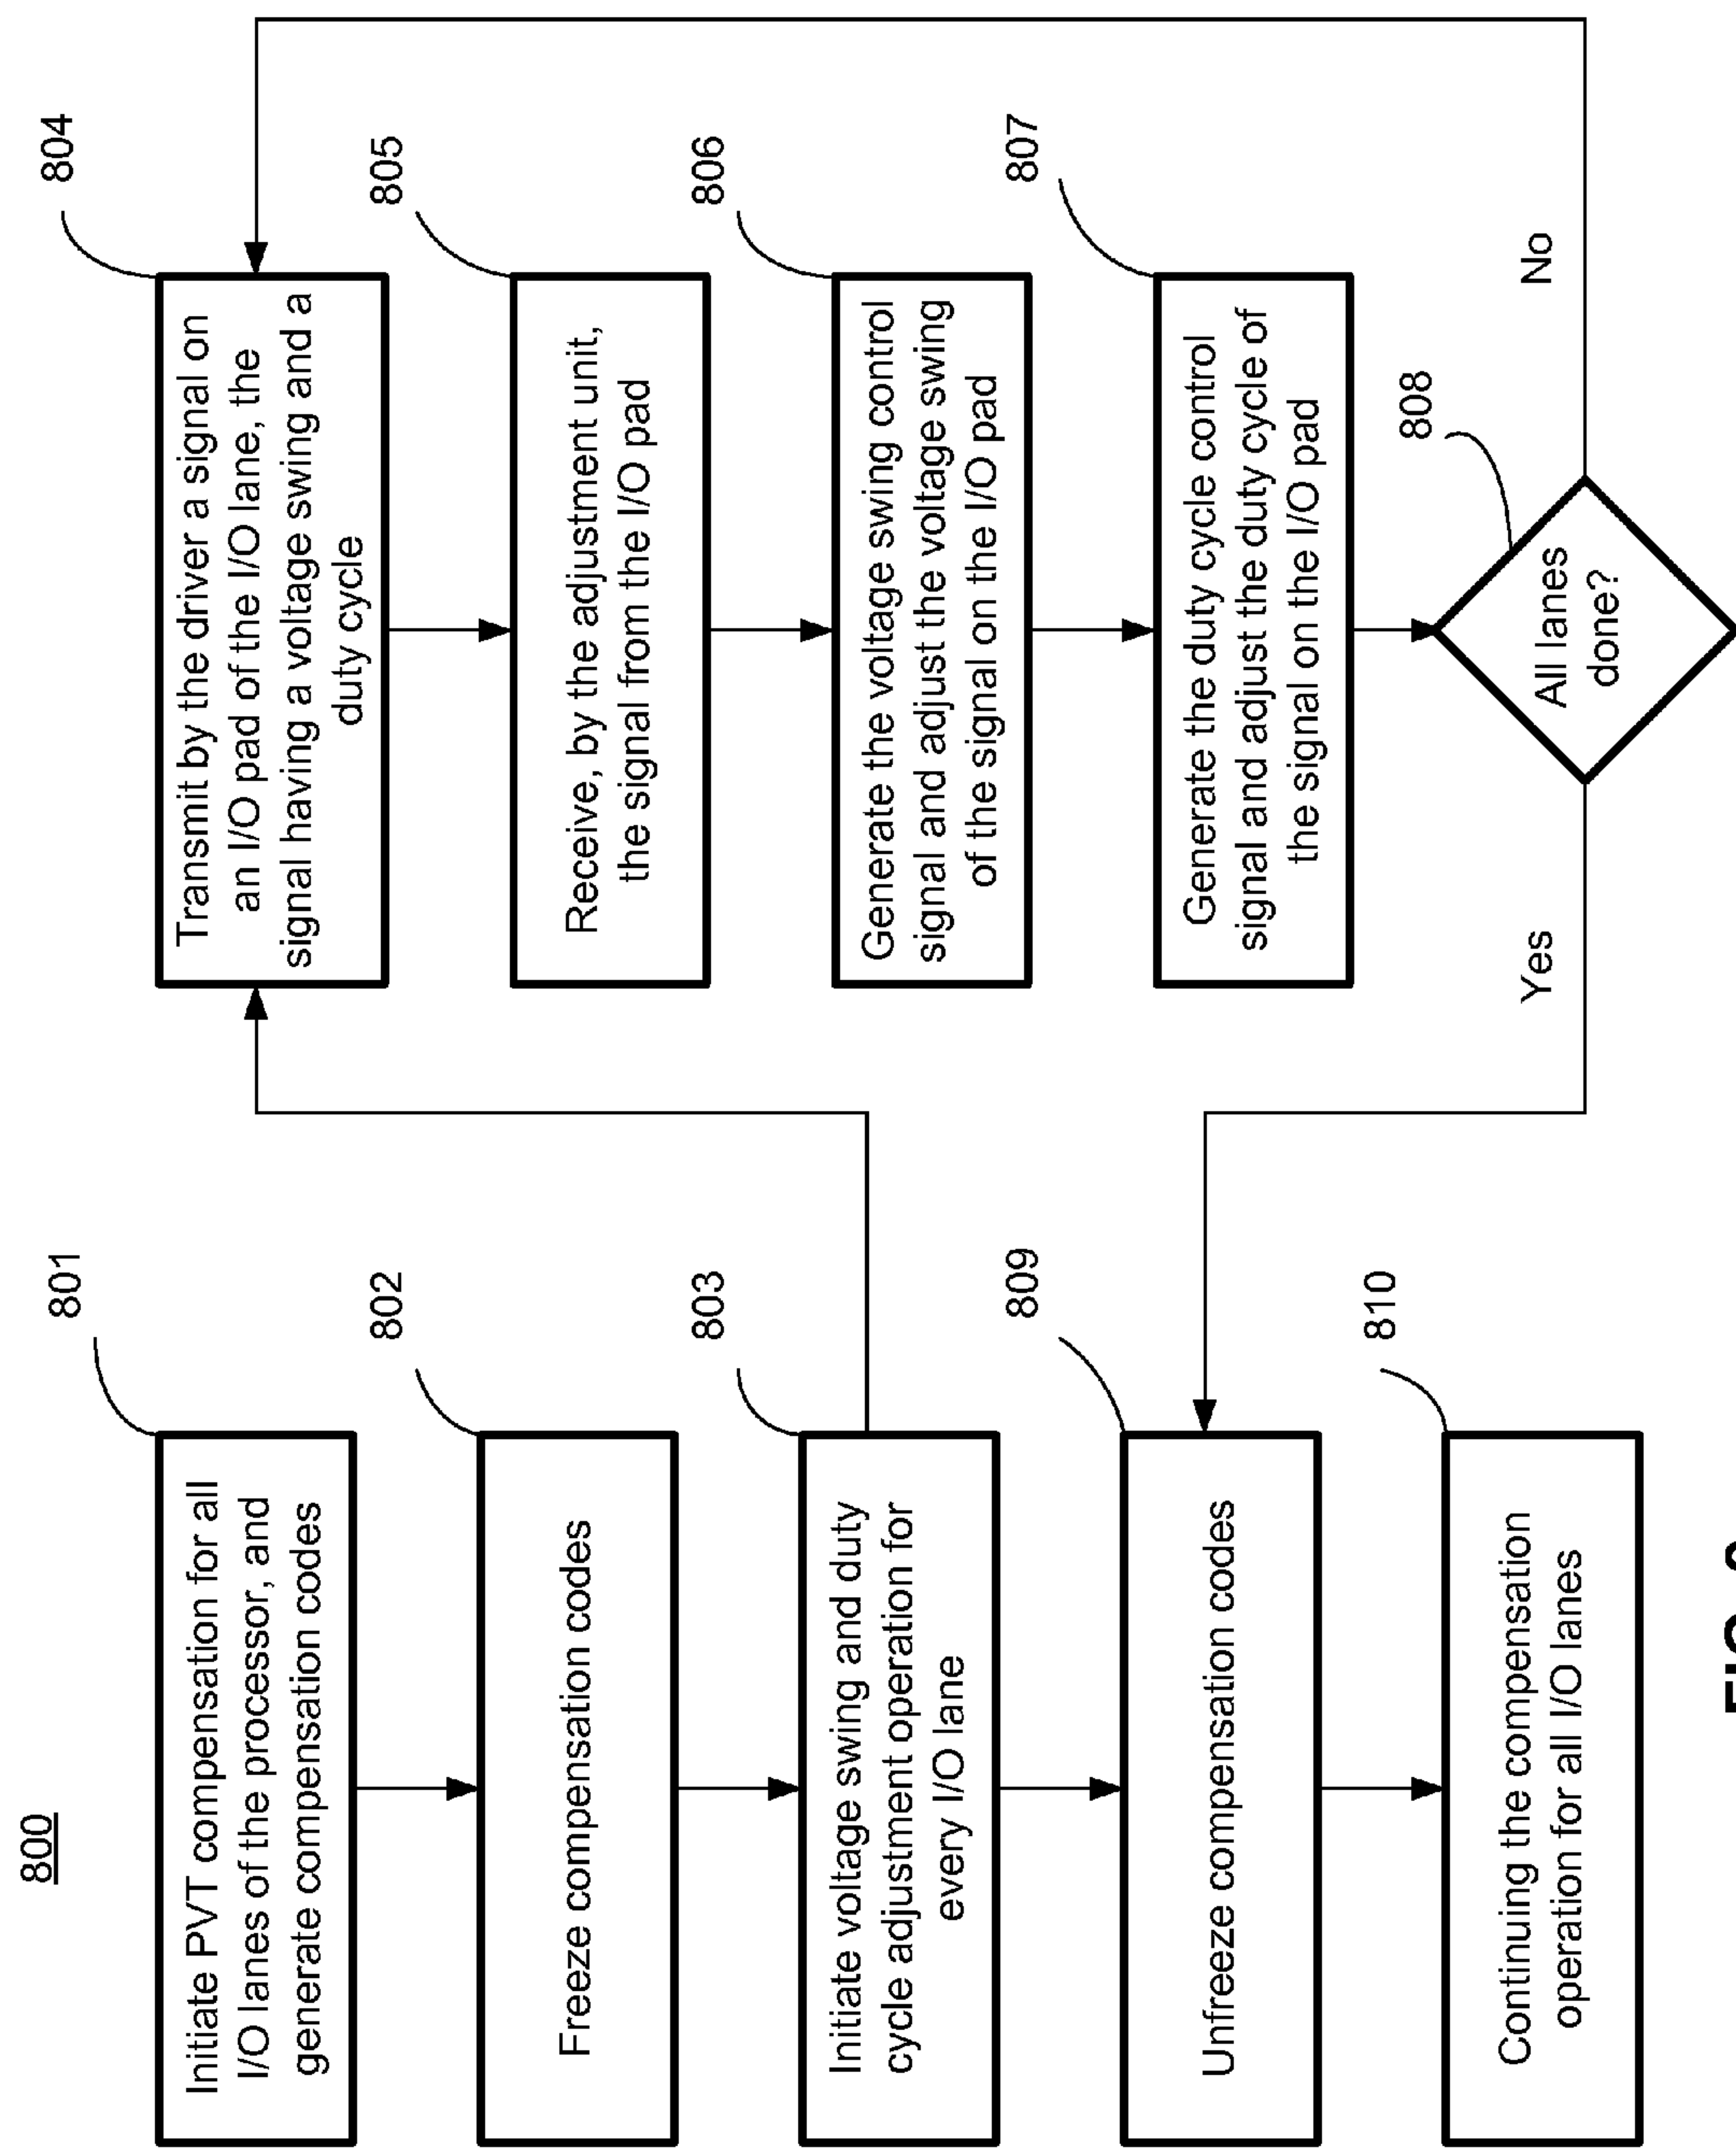 800
801
Initiate PVT compensation for all
I/O lanes of the processor, and
generate compensation codes
802
Freeze compensation codes
803
Initiate voltage swing and duty
cycle adjustment operation for
every I/O lane
809
Unfreeze compensation codes
810
Continuing the compensation
operation for all I/O lanes
804
Transmit by the driver a signal on
an I/O pad of the I/O lane, the
signal having a voltage swing and a
duty cycle
805
Receive, by the adjustment unit,
the signal from the I/O pad
806
Generate the voltage swing control
signal and adjust the voltage swing
of the signal on the I/O pad
807
Generate the duty cycle control
signal and adjust the duty cycle of
the signal on the I/O pad
808
Yes
All lanes
done?
No